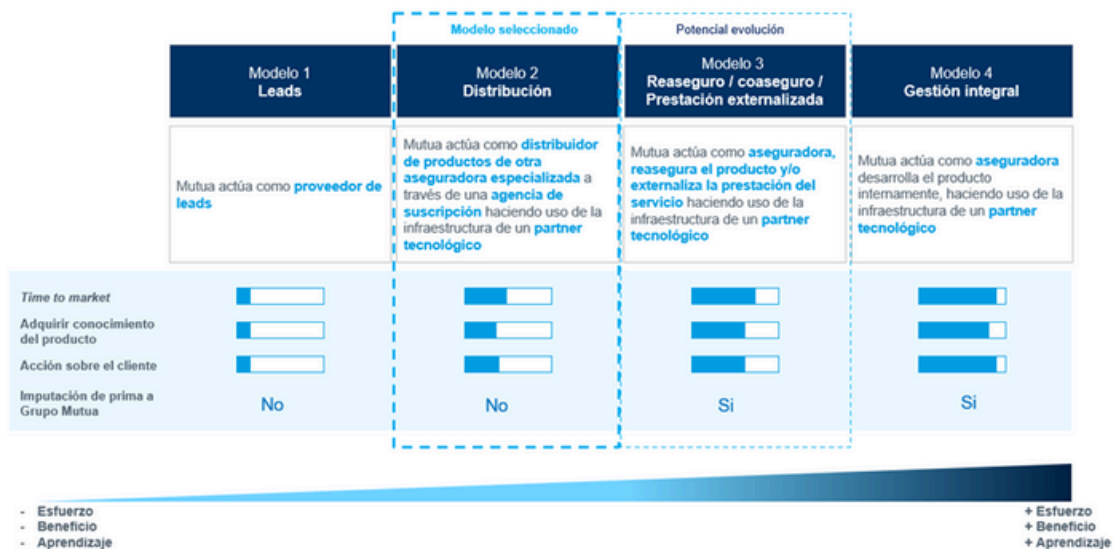 Modelo seleccionado
Potencial evolución
Modelo 1
Leads
Modelo 2
Distribución
Modelo 3
Reaseguro / coaseguro /
Prestación externalizada
Modelo 4
Gestión integral
Mutua actúa como proveedor de
leads
Mutua actúa como distribuidor
de productos de otra
aseguradora especializada a
través de una agencia de
suscripción haciendo uso de la
infraestructura de un partner
tecnológico
Mutua actúa como aseguradora,
reasegura el producto y/o
externaliza la prestación del
servicio haciendo uso de la
infraestructura de un partner
tecnológico
Mutua actúa como aseguradora
desarrolla el producto
internamente, haciendo uso de la
infraestructura de un partner
tecnológico
Time to market
Adquirir conocimiento
del producto
Acción sobre el cliente
Imputación de prima a
Grupo Mutua
No
No
Si
Si
- Esfuerzo
- Beneficio
- Aprendizaje
+ Esfuerzo
+ Beneficio
+ Aprendizaje